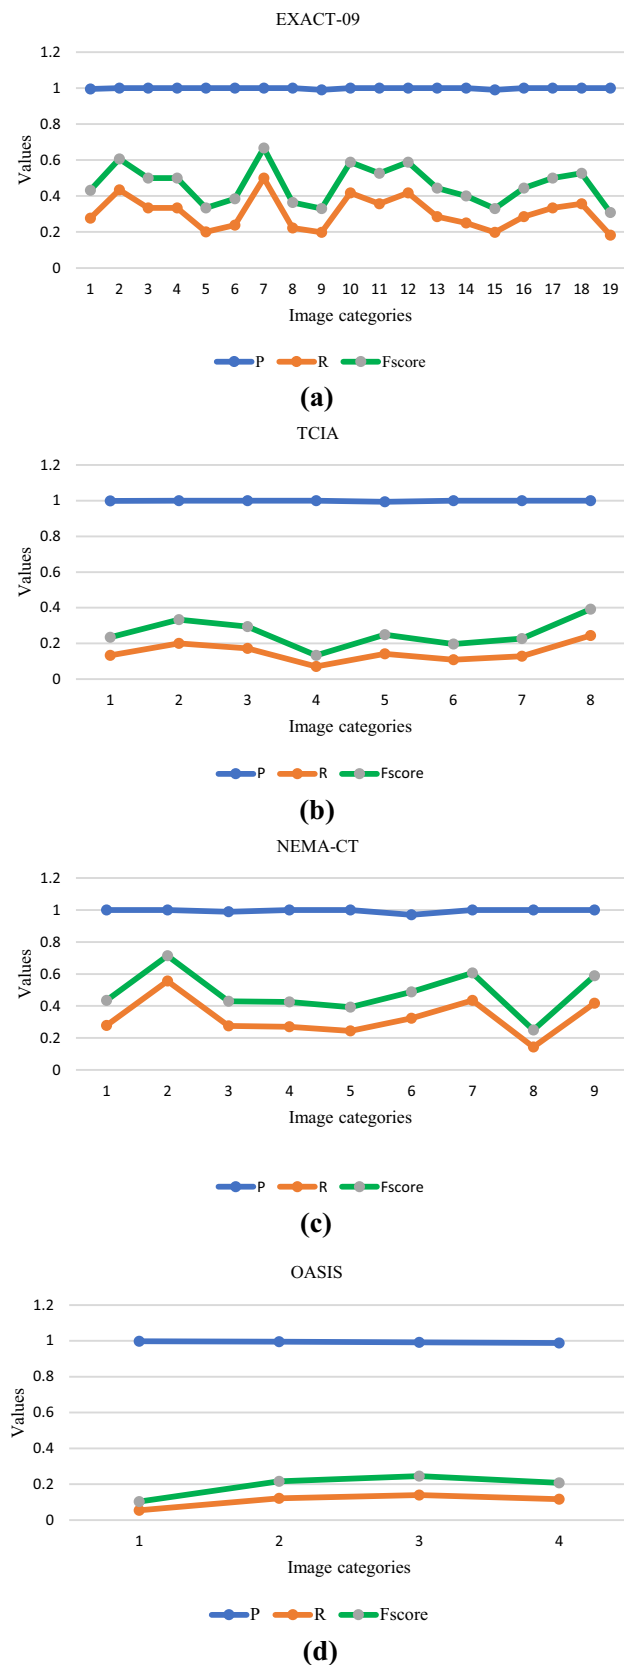 EXACT-09
1.2
1
0.8
0.6
0.4
0.2
0
Values
1 2 3 4 5 6 7 8 9 10 11 12 13 14 15 16 17 18 19
Image categories
P R Fscore
(a)
TCIA
1.2
1
0.8
0.6
0.4
0.2
0
Values
1 2 3 4 5 6 7 8
Image categories
P R Fscore
(b)
NEMA-CT
1.2
1
0.8
0.6
0.4
0.2
0
Values
1 2 3 4 5 6 7 8 9
Image categories
P R Fscore
(c)
OASIS
1.2
1
0.8
0.6
0.4
0.2
0
Values
1 2 3 4
Image categories
P R Fscore
(d)